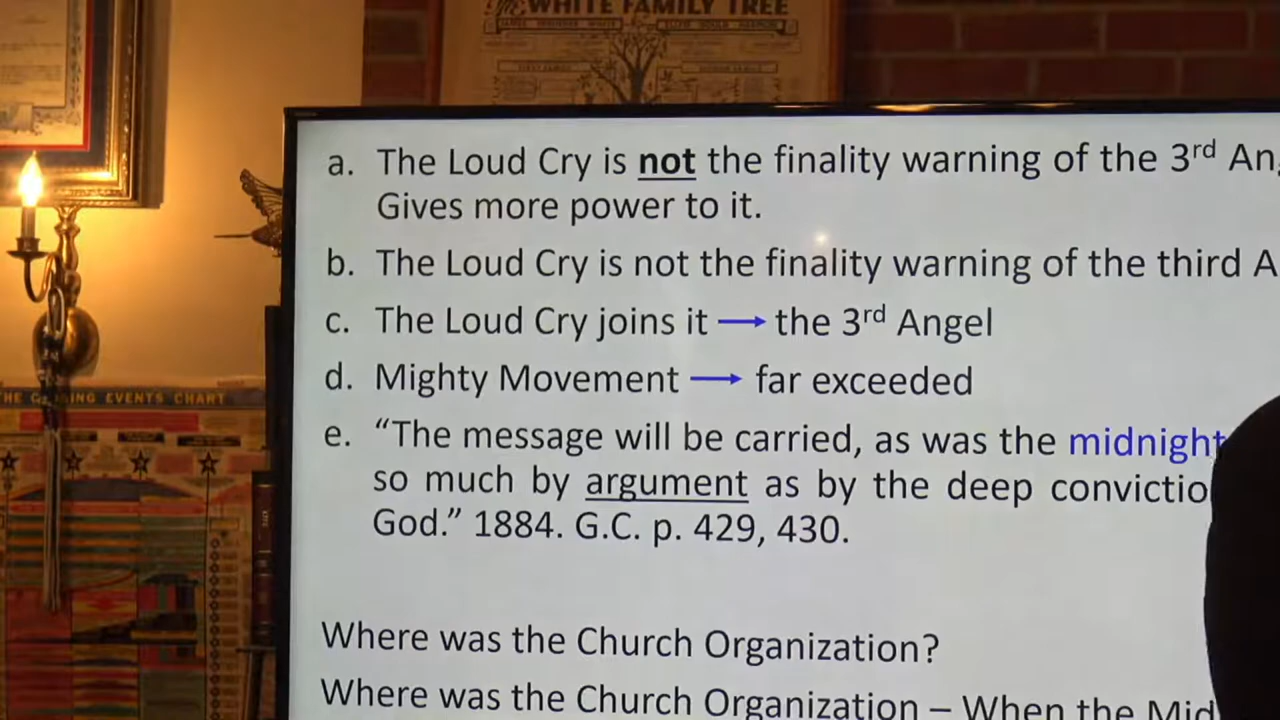 The WHITE FAMILY TREE
a. The Loud Cry is not the finality warning of the 3rd
Gives more power to it.
b. The Loud Cry is not the finality warning of the third
c. The Loud Cry joins it → the 3rd Angel
d. Mighty Movement → far exceeded
EVENTS CHART
e. “The message will be carried, as was the midnight
so much by argument as by the deep
God.” 1884. G.C. p. 429, 430.
Where was the Church Organization?
Where was the Church Organization – When the